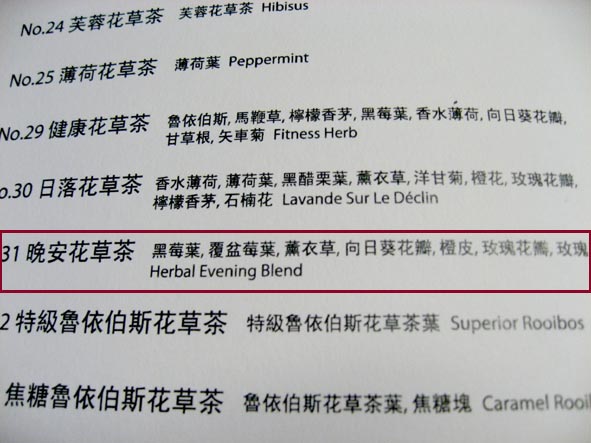 No.24 芙蓉花草茶 芙蓉花草茶 Hibisus
No.25 薄荷花草茶 薄荷葉 Peppermint
No.29 健康花草茶 魯依伯斯, 馬鞭草, 檸檬香茅, 黑莓葉, 香水薄荷, 向日葵花瓣,
甘草根, 矢車菊 Fitness Herb
o.30 日落花草茶 香水薄荷, 薄荷葉, 黑醋栗葉, 薰衣草, 洋甘菊, 橙花, 玫瑰花瓣,
檸檬香茅, 石楠花 Lavande Sur Le Déclin
31 晚安花草茶 黑莓葉, 覆盆莓葉, 薰衣草, 向日葵花瓣, 橙皮, 玫瑰花瓣, 玫瑰
Herbal Evening Blend
2 特級魯依伯斯花草茶 特級魯依伯斯花草茶葉 Superior Rooibos
焦糖魯依伯斯花草茶 魯依伯斯花草茶葉, 焦糖塊 Caramel Rooi